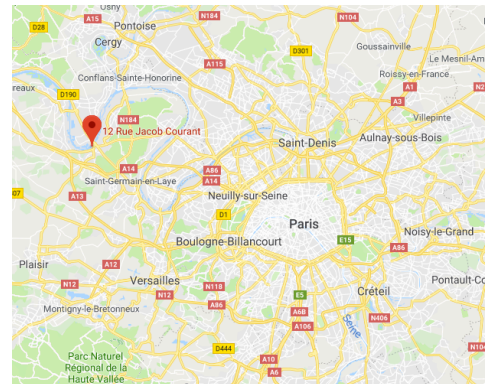 Osny
D28
A15
N184
N104
Pontoise
Cergy
D301
Goussainville
A115
Le Mesnil-Am
Roissy-en-France
Conflans-Sainte-Honorine
A1
N2
reaux
D190
A3
N184
Villepinte
12 Rue Jacob Courant
Saint-Denis
Aulnay-sous-Bois
A14
A86
Saint-Germain-en-Laye
A14
07
A13
Neuilly-sur-Seine
D1
Paris
Noisy-le-Grand
Boulogne-Billancourt
E15
A86
Plaisir
A12
Versailles
N118
Pontault-Co
N12
N12
E5
Créteil
A86
Montigny-le-Bretonneux
A6B
Seine
N406
A106
D444
N104
Parc Naturel
Régional de la
Haute Vallée
A10
A6